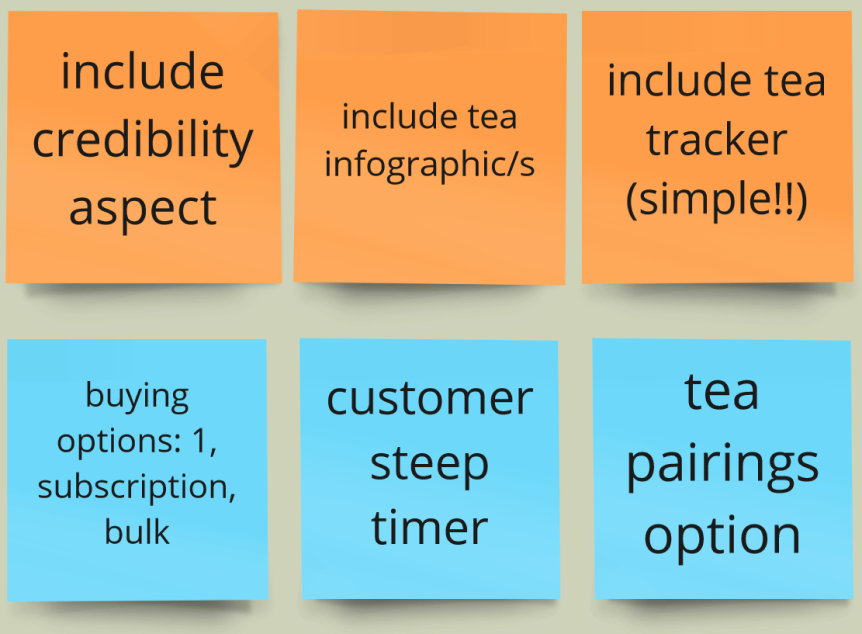 include
credibility
aspect
include tea
infographic/s
include tea
tracker
(simple!!)
buying
options: 1,
subscription,
bulk
customer
steep
timer
tea
pairings
option